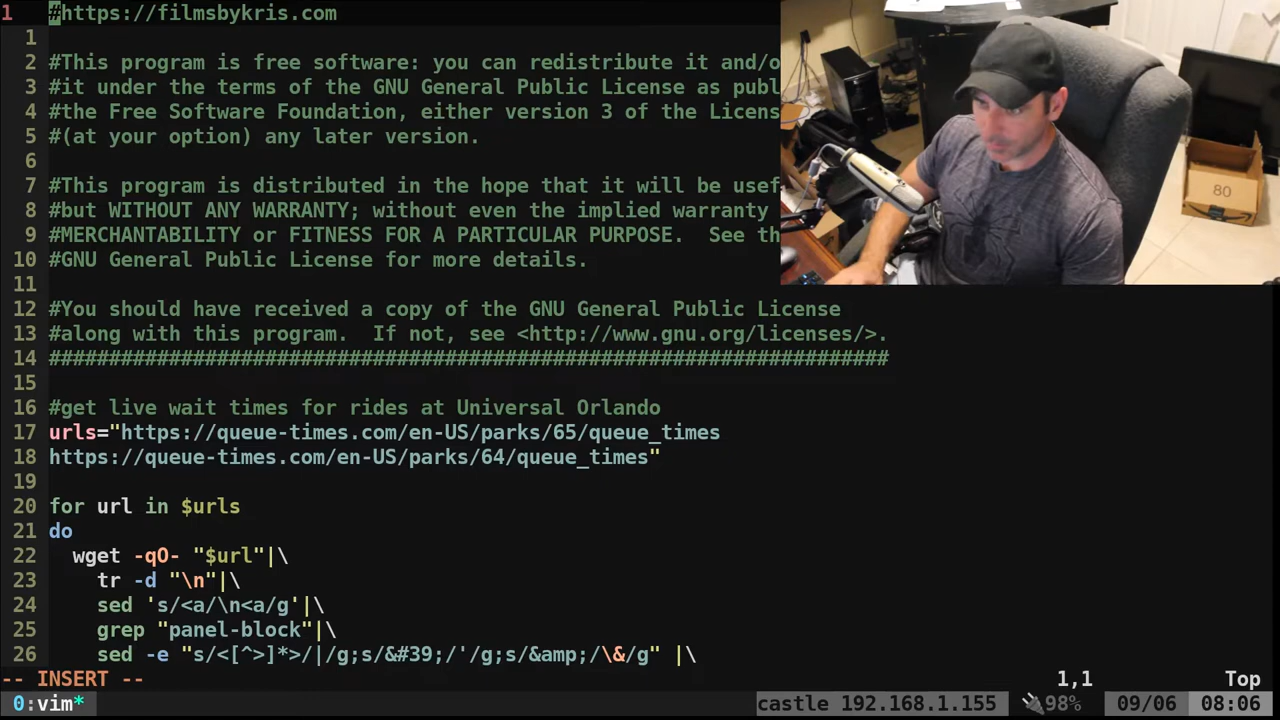 1 #https://filmsbykris.com
1
2 #This program is free software: you can redistribute it and/o
3 #it under the terms of the GNU General Public License as publ
4 #the Free Software Foundation, either version 3 of the Licens
5 #(at your option) any later version.
6
7 #This program is distributed in the hope that it will be usef
8 #but WITHOUT ANY WARRANTY; without even the implied warranty
9 #MERCHANTABILITY or FITNESS FOR A PARTICULAR PURPOSE.  See th
10 #GNU General Public License for more details.
11
12 #You should have received a copy of the GNU General Public License
13 #along with this program.  If not, see <http://www.gnu.org/licenses/>.
14 ######################################################################
15
16 #get live wait times for rides at Universal Orlando
17 urls="https://queue-times.com/en-US/parks/65/queue_times
18 https://queue-times.com/en-US/parks/64/queue_times"
19
20 for url in $urls
21 do
22   wget -qO- "$url"|\
23     tr -d "\n"|\
24     sed 's/<a/\n<a/g'|\
25     grep "panel-block"|\
26     sed -e "s/<[^>]*>/|/g;s/&#39;/'/g;s/&amp;/\&/g" |\
-- INSERT -- 1,1 Top
0:vim* castle 192.168.1.155 98% 09/06 08:06
80